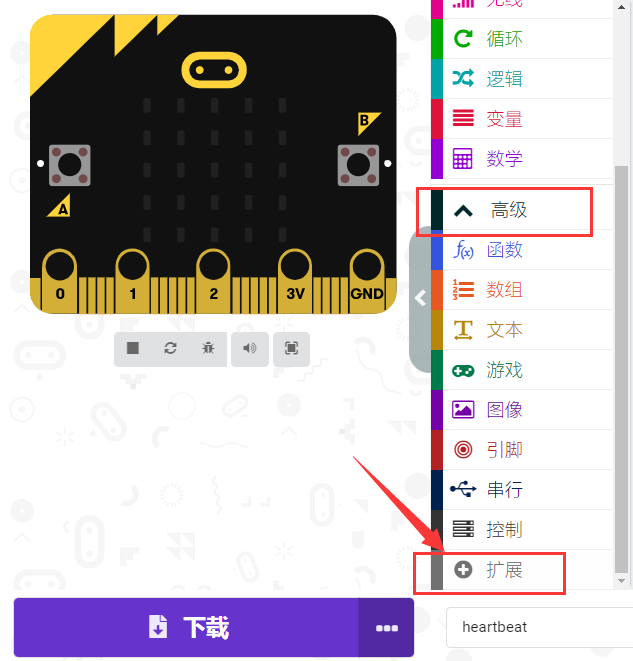 无线
循环
逻辑
变量
数学
高级
函数
数组
文本
游戏
图像
引脚
串行
控制
扩展
B
A
0 1 2 3V GND
下载
heartbeat